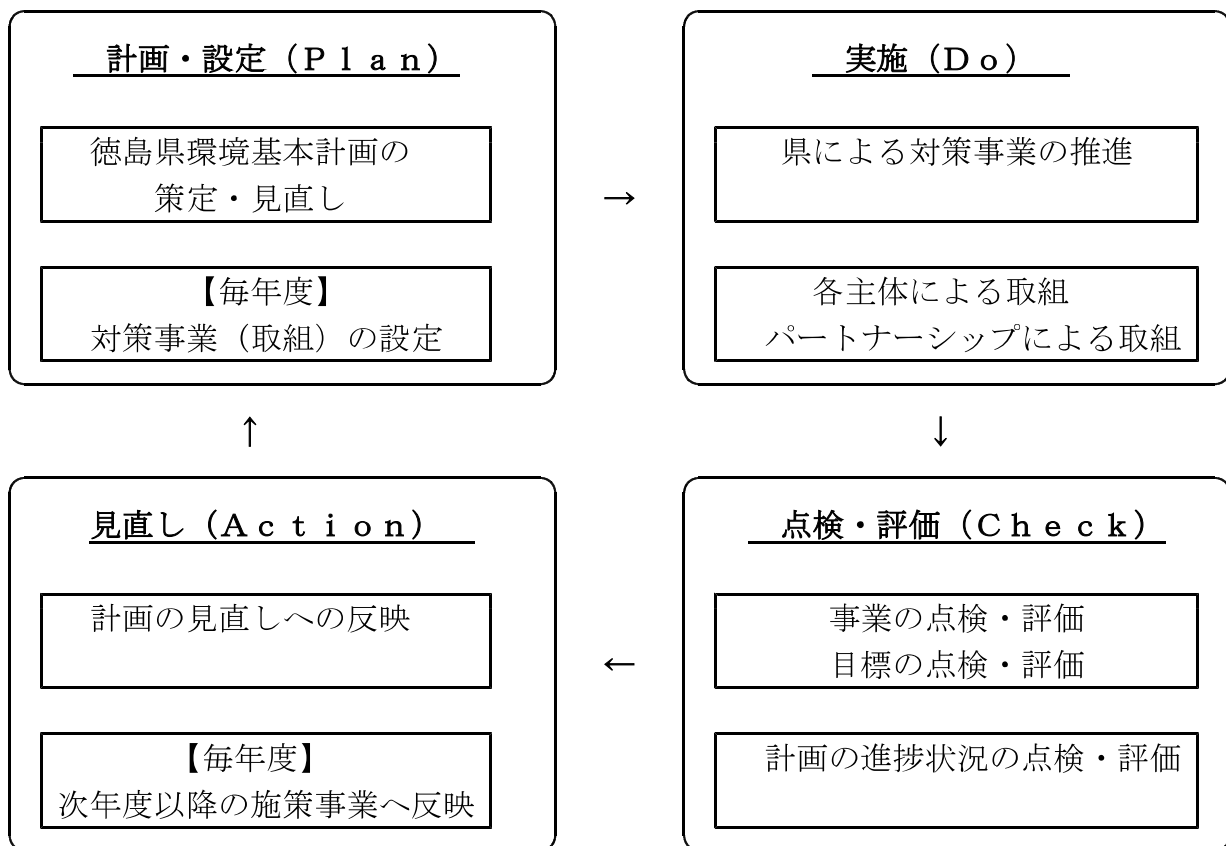 計画・設定（Ｐｌａｎ）
徳島県環境基本計画の
策定・見直し
【毎年度】
対策事業（取組）の設定
→
実施（Ｄｏ）
県による対策事業の推進
各主体による取組
パートナーシップによる取組
↑
↓
見直し（Ａｃｔｉｏｎ）
計画の見直しへの反映
【毎年度】
次年度以降の施策事業へ反映
←
点検・評価（Ｃｈｅｃｋ）
事業の点検・評価
目標の点検・評価
計画の進捗状況の点検・評価